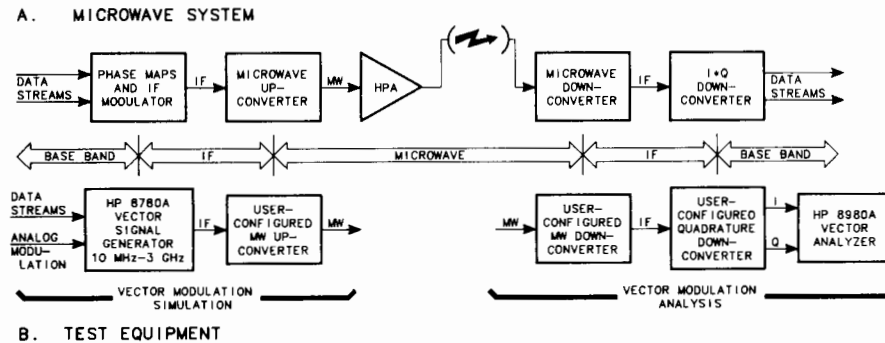 A. MICROWAVE SYSTEM
DATA
STREAMS
PHASE MAPS
AND IF
MODULATOR
IF
MICROWAVE
UP-
CONVERTER
MW
HPA
MICROWAVE
DOWN-
CONVERTER
IF
I+Q
DOWN-
CONVERTER
DATA
STREAMS
BASE BAND
IF
MICROWAVE
IF
BASE BAND
DATA
STREAMS
ANALOG
MODU-
LATION
HP 8780A
VECTOR
SIGNAL
GENERATOR
10 MHz-3 GHz
IF
USER-
CONFIGURED
MW UP-
CONVERTER
MW
MW
USER-
CONFIGURED
MW DOWN-
CONVERTER
IF
USER-
CONFIGURED
QUADRATURE
DOWN-
CONVERTER
I
Q
HP 8980A
VECTOR
ANALYZER
VECTOR MODULATION
SIMULATION
VECTOR MODULATION
ANALYSIS
B. TEST EQUIPMENT